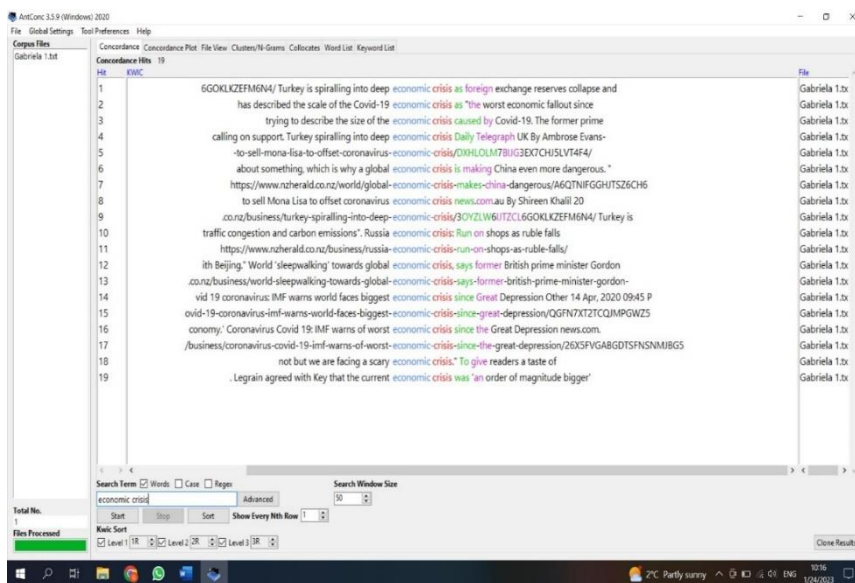 AntConc 3.5.9 (Windows) 2020
File Global Settings Tool Preferences Help
Corpus Files
Gabriela 1.txt
Concordance Concordance Plot File View Clusters/N-Grams Collocates Word List Keyword List
Concordance Hits 19
Hit KWIC File
1 6GOKLKZEFM6N4/ Turkey is spiralling into deep economic crisis as foreign exchange reserves collapse and Gabriela 1.tx
2 has described the scale of the Covid-19 economic crisis as "the worst economic fallout since Gabriela 1.tx
3 trying to describe the size of the economic crisis caused by Covid-19. The former prime Gabriela 1.tx
4 calling on support. Turkey spiralling into deep economic crisis Daily Telegraph UK By Ambrose Evans- Gabriela 1.tx
5 -to-sell-mona-lisa-to-offset-coronavirus-economic-crisis/DXHLOLM7BIJG3EX7CHJ5LVT4F4/ Gabriela 1.tx
6 about something, which is why a global economic crisis is making China even more dangerous. " Gabriela 1.tx
7 https://www.nzherald.co.nz/world/global-economic-crisis-makes-china-dangerous/A6QTNIFGGHJTSZ6CH6 Gabriela 1.tx
8 to sell Mona Lisa to offset coronavirus economic crisis news.com.au By Shireen Khalil 20 Gabriela 1.tx
9 .co.nz/business/turkey-spiralling-into-deep-economic-crisis/3OYZLW6IJTZCL6GOKLKZEFM6N4/ Turkey is Gabriela 1.tx
10 traffic congestion and carbon emissions". Russia economic crisis: Run on shops as ruble falls Gabriela 1.tx
11 https://www.nzherald.co.nz/business/russia-economic-crisis-run-on-shops-as-ruble-falls/ Gabriela 1.tx
12 ith Beijing." World 'sleepwalking' towards global economic crisis, says former British prime minister Gordon Gabriela 1.tx
13 .co.nz/business/world-sleepwalking-towards-global-economic-crisis-says-former-british-prime-minister-gordon- Gabriela 1.tx
14 vid 19 coronavirus: IMF warns world faces biggest economic crisis since Great Depression Other 14 Apr, 2020 09:45 P Gabriela 1.tx
15 ovid-19-coronavirus-imf-warns-world-faces-biggest-economic-crisis-since-great-depression/QGFN7XT2TCQJMPGWZ5 Gabriela 1.tx
16 conomy.' Coronavirus Covid 19: IMF warns of worst economic crisis since the Great Depression news.com. Gabriela 1.tx
17 /business/coronavirus-covid-19-imf-warns-of-worst-economic-crisis-since-the-great-depression/26X5FVGABGDTSFNSNMJBG5 Gabriela 1.tx
18 not but we are facing a scary economic crisis." To give readers a taste of Gabriela 1.tx
19 . Legrain agreed with Key that the current economic crisis was 'an order of magnitude bigger' Gabriela 1.tx
Search Term Words Case Regex Search Window Size
economic crisis Advanced 50
Start Stop Sort Show Every Nth Row 1
Kwic Sort
Level 1 1R Level 2 2R Level 3 3R
Total No.
1
Files Processed
Clone Result
2°C Partly sunny ENG 10:16
1/24/2023